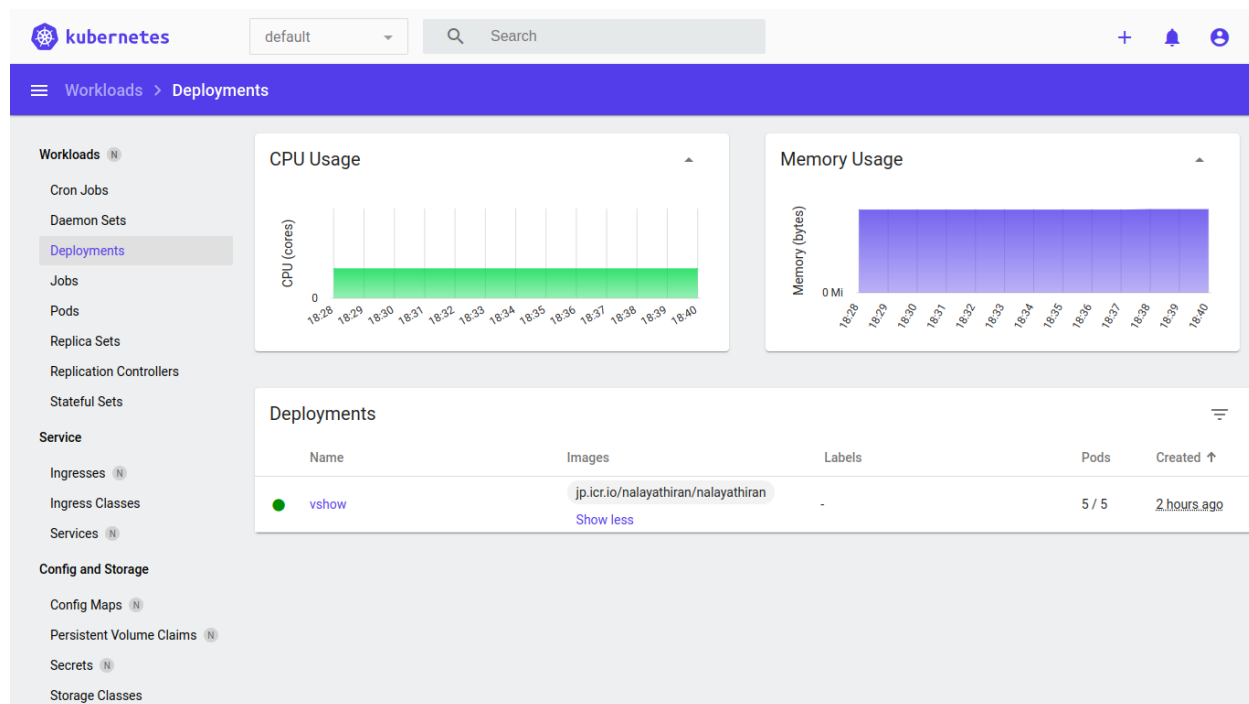 kubernetes
default
Search
Workloads > Deployments
Workloads N
Cron Jobs
Daemon Sets
Deployments
Jobs
Pods
Replica Sets
Replication Controllers
Stateful Sets
Service
Ingresses N
Ingress Classes
Services N
Config and Storage
Config Maps N
Persistent Volume Claims N
Secrets N
Storage Classes
CPU Usage
CPU (cores)
0
18:28 18:29 18:30 18:31 18:32 18:33 18:34 18:35 18:36 18:37 18:38 18:39 18:40
Memory Usage
Memory (bytes)
0 Mi
18:28 18:29 18:30 18:31 18:32 18:33 18:34 18:35 18:36 18:37 18:38 18:39 18:40
Deployments
Name Images Labels Pods Created ↑
vshow jp.icr.io/nalayathiran/nalayathiran - 5 / 5 2 hours ago
Show less